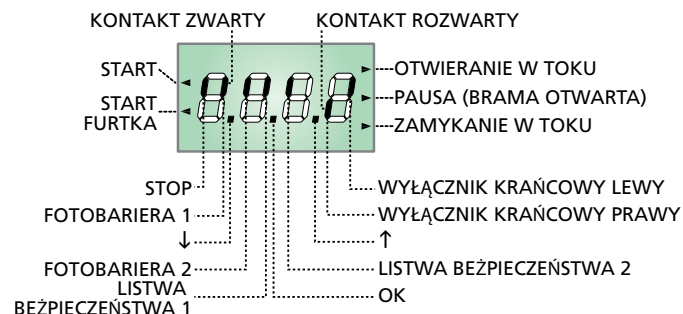 KONTAKT ZWARTY
KONTAKT ROZWARTY
START
OTWIERANIE W TOKU
START
FURTKA
PAUSA (BRAMA OTWARTA)
ZAMYKANIE W TOKU
STOP
WYŁĄCZNIK KRAŃCOWY LEWY
FOTOBARIERA 1
WYŁĄCZNIK KRAŃCOWY PRAWY
↓
↑
FOTOBARIERA 2
LISTWA BEŻPIECZEŃSTWA 2
LISTWA
BEŻPIECZEŃSTWA 1
OK